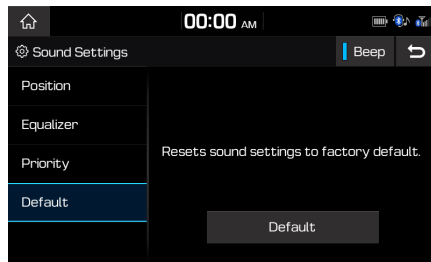 00:00 AM
Sound Settings
Beep
Position
Equalizer
Priority
Default
Resets sound settings to factory default.
Default